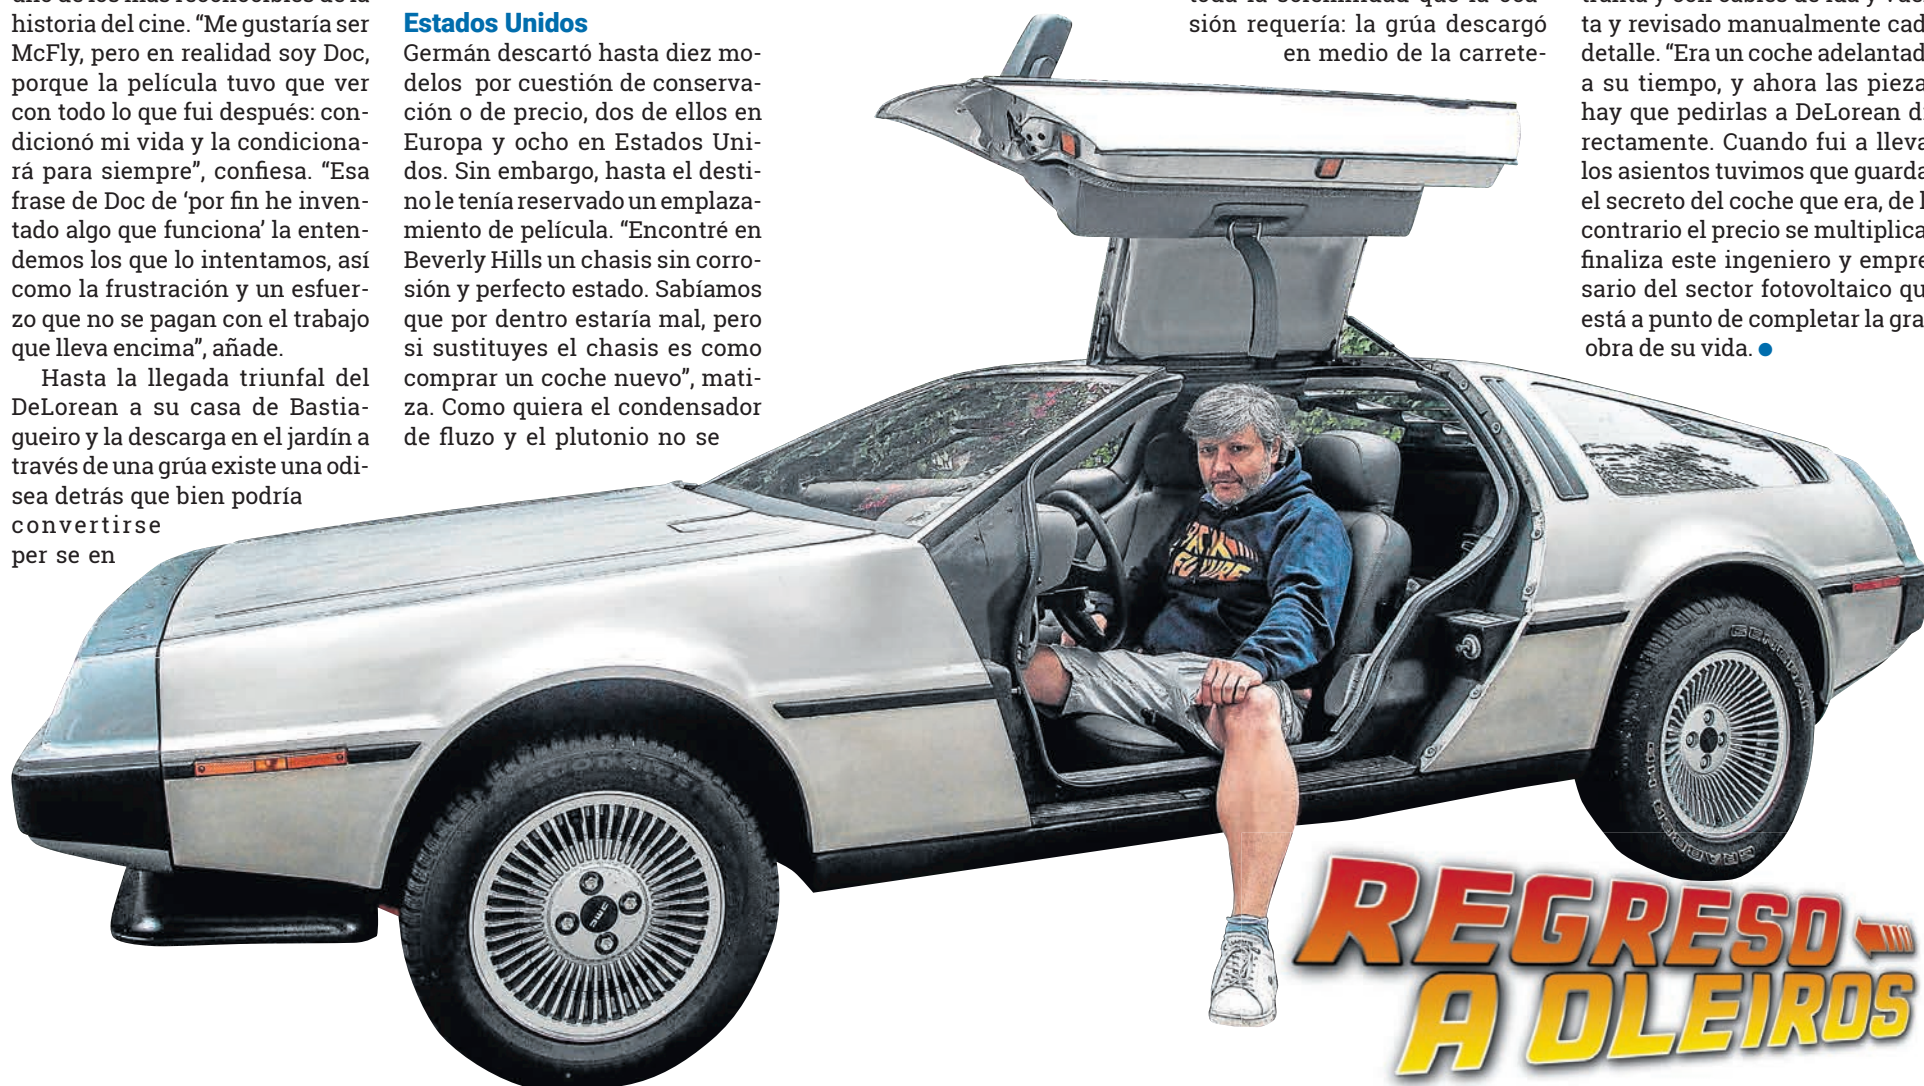 historia del cine. “Me gustaría ser
McFly, pero en realidad soy Doc,
porque la película tuvo que ver
con todo lo que fui después: con-
dicionó mi vida y la condiciona-
rá para siempre”, confiesa. “Esa
frase de Doc de ‘por fin he inven-
tado algo que funciona’ la enten-
demos los que lo intentamos, así
como la frustración y un esfuer-
zo que no se pagan con el trabajo
que lleva encima”, añade.
Hasta la llegada triunfal del
DeLorean a su casa de Bastia-
gueiro y la descarga en el jardín a
través de una grúa existe una odi-
sea detrás que bien podría
convertirse
per se en
Estados Unidos
Germán descartó hasta diez mo-
delos por cuestión de conserva-
ción o de precio, dos de ellos en
Europa y ocho en Estados Uni-
dos. Sin embargo, hasta el desti-
no le tenía reservado un emplaza-
miento de película. “Encontré en
Beverly Hills un chasis sin corro-
sión y perfecto estado. Sabíamos
que por dentro estaría mal, pero
si sustituyes el chasis es como
comprar un coche nuevo”, mati-
za. Como quiera el condensador
de fluzo y el plutonio no se
sión requería: la grúa descargó
en medio de la carrete-
ta y revisado manualmente cad
detalle. “Era un coche adelantad
a su tiempo, y ahora las pieza
hay que pedirlas a DeLorean di
rectamente. Cuando fui a lleva
los asientos tuvimos que guarda
el secreto del coche que era, de l
contrario el precio se multiplica
finaliza este ingeniero y empre
sario del sector fotovoltaico qu
está a punto de completar la gra
obra de su vida.
BACK
FUTURE
DMC
REGRESO
A OLEIROS